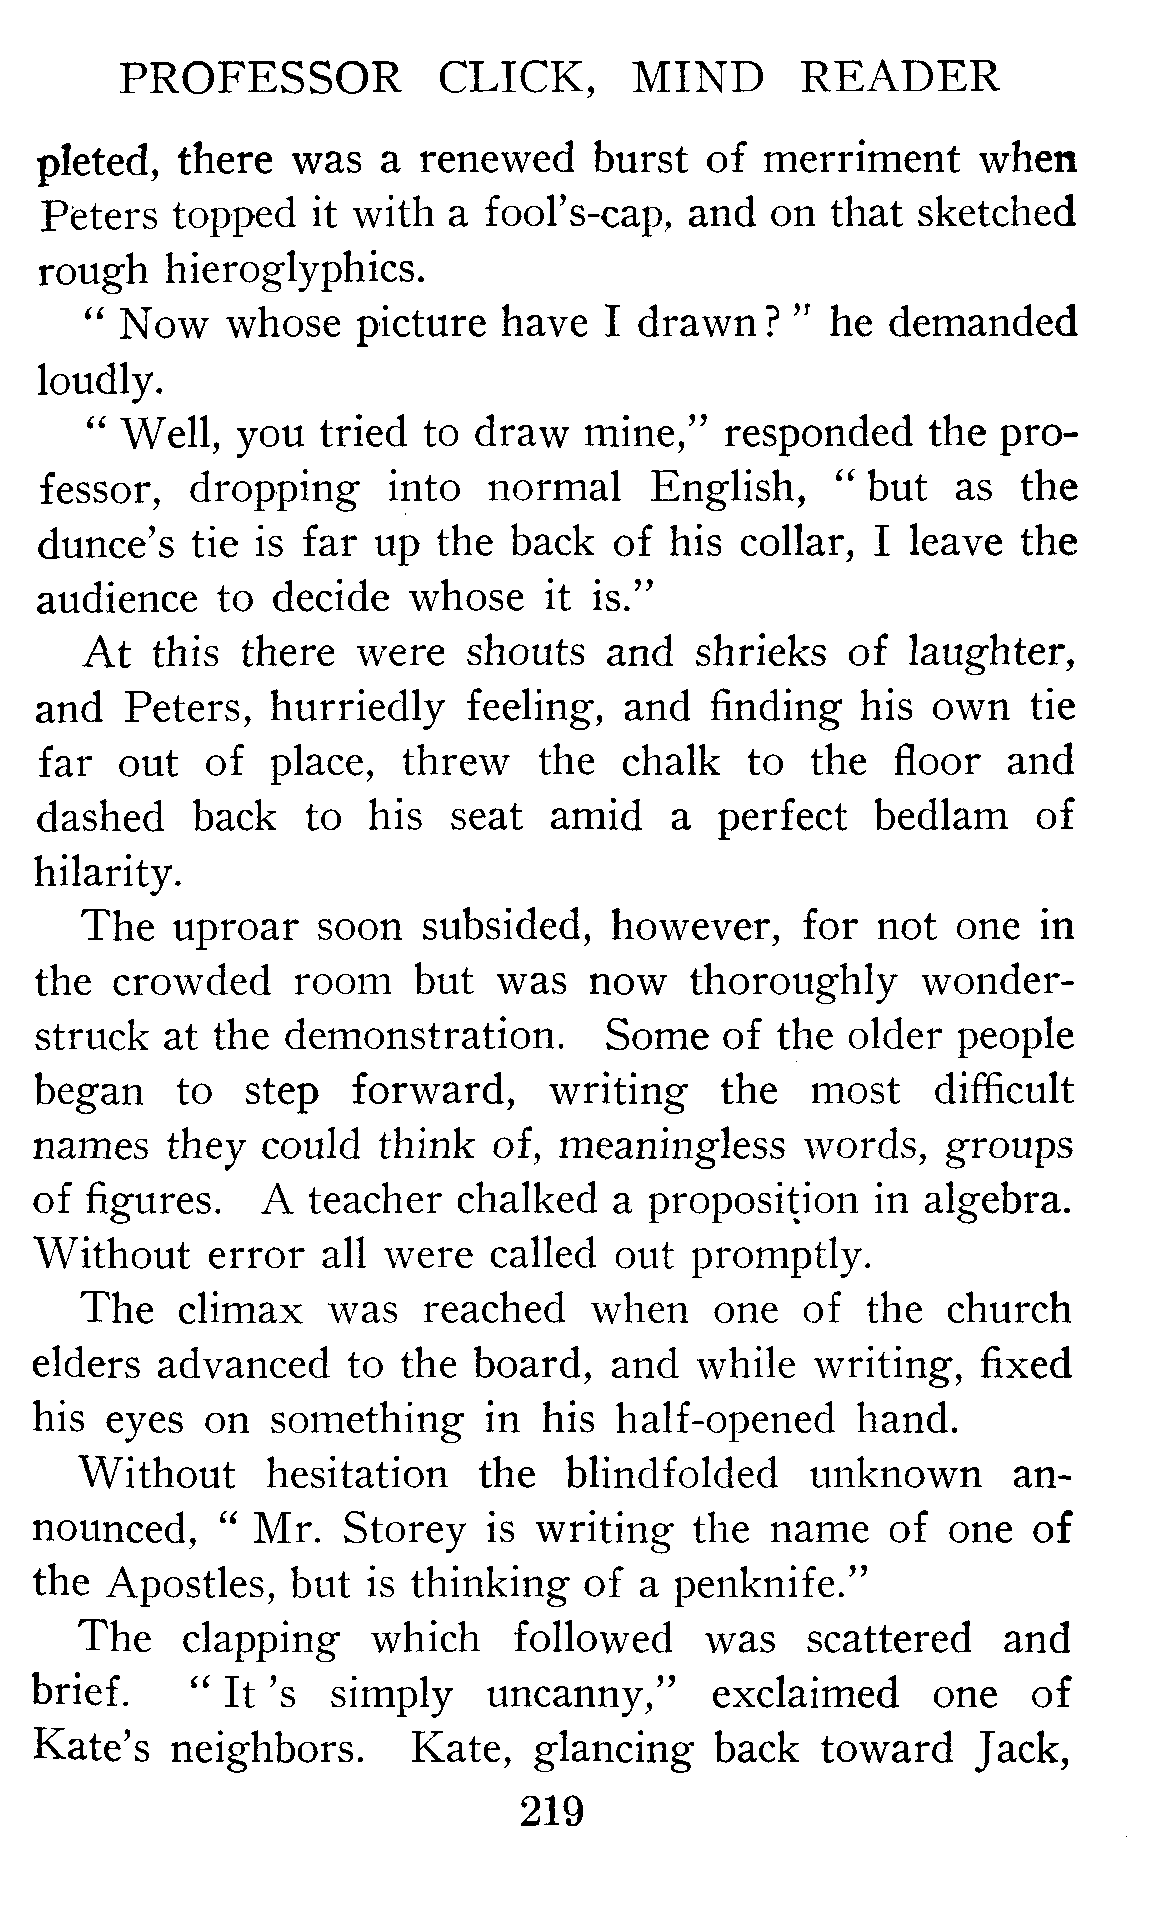 PROFESSOR CLICK, MIND READER
pleted, there was a renewed burst of merriment when
Peters topped it with a fool's-cap, and on that sketched
rough hieroglyphics.
“ Now whose picture have I drawn? ” he demanded
loudly.
“ Well, you tried to draw mine,” responded the pro-
fessor, dropping into normal English, “ but as the
dunce's tie is far up the back of his collar, I leave the
audience to decide whose it is.”
At this there were shouts and shrieks of laughter,
and Peters, hurriedly feeling, and finding his own tie
far out of place, threw the chalk to the floor and
dashed back to his seat amid a perfect bedlam of
hilarity.
The uproar soon subsided, however, for not one in
the crowded room but was now thoroughly wonder-
struck at the demonstration. Some of the older people
began to step forward, writing the most difficult
names they could think of, meaningless words, groups
of figures. A teacher chalked a proposition in algebra.
Without error all were called out promptly.
The climax was reached when one of the church
elders advanced to the board, and while writing, fixed
his eyes on something in his half-opened hand.
Without hesitation the blindfolded unknown an-
nounced, “ Mr. Storey is writing the name of one of
the Apostles, but is thinking of a penknife.”
The clapping which followed was scattered and
brief. “ It 's simply uncanny,” exclaimed one of
Kate's neighbors. Kate, glancing back toward Jack,
219